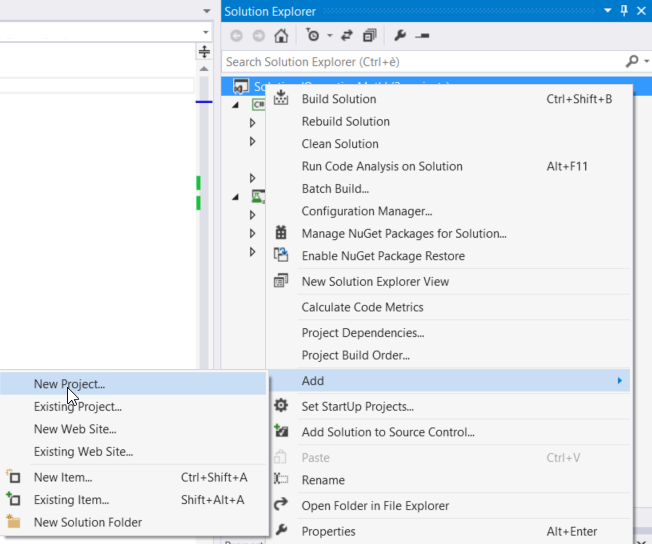 Solution Explorer
Search Solution Explorer (Ctrl+è)
Build Solution Ctrl+Shift+B
Rebuild Solution
Clean Solution
Run Code Analysis on Solution Alt+F11
Batch Build...
Configuration Manager...
Manage NuGet Packages for Solution...
Enable NuGet Package Restore
New Solution Explorer View
Calculate Code Metrics
Project Dependencies...
Project Build Order...
Add
Set StartUp Projects...
Add Solution to Source Control...
Paste Ctrl+V
Rename
Open Folder in File Explorer
Properties Alt+Enter
New Project...
Existing Project...
New Web Site...
Existing Web Site...
New Item... Ctrl+Shift+A
Existing Item... Shift+Alt+A
New Solution Folder